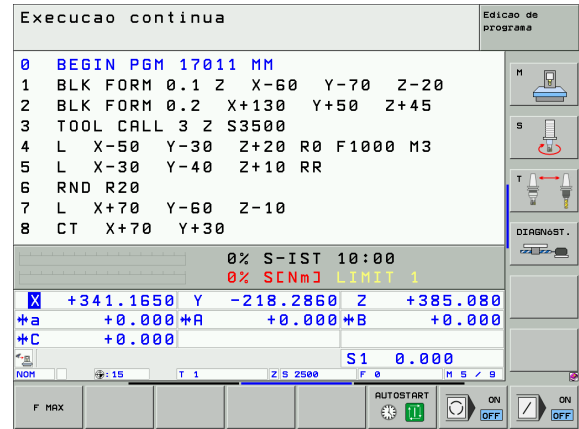 Execucao continua
Edicao de
programa
0 BEGIN PGM 17011 MM
1 BLK FORM 0.1 Z X-60 Y-70 Z-20
2 BLK FORM 0.2 X+130 Y+50 Z+45
3 TOOL CALL 3 Z S3500
4 L X-50 Y-30 Z+20 R0 F1000 M3
5 L X-30 Y-40 Z+10 RR
6 RND R20
7 L X+70 Y-60 Z-10
8 CT X+70 Y+30
M
S
T
DIAGNóST.
0% S-IST 10:00
0% S[Nm] LIMIT 1
X +341.1650 Y -218.2860 Z +385.080
a +0.000 A +0.000 B +0.000
C +0.000
S1 0.000
NOM : 15 T 1 Z S 2500 F 0 M 5 / 9
F MAX
AUTOSTART
ON
OFF
ON
OFF